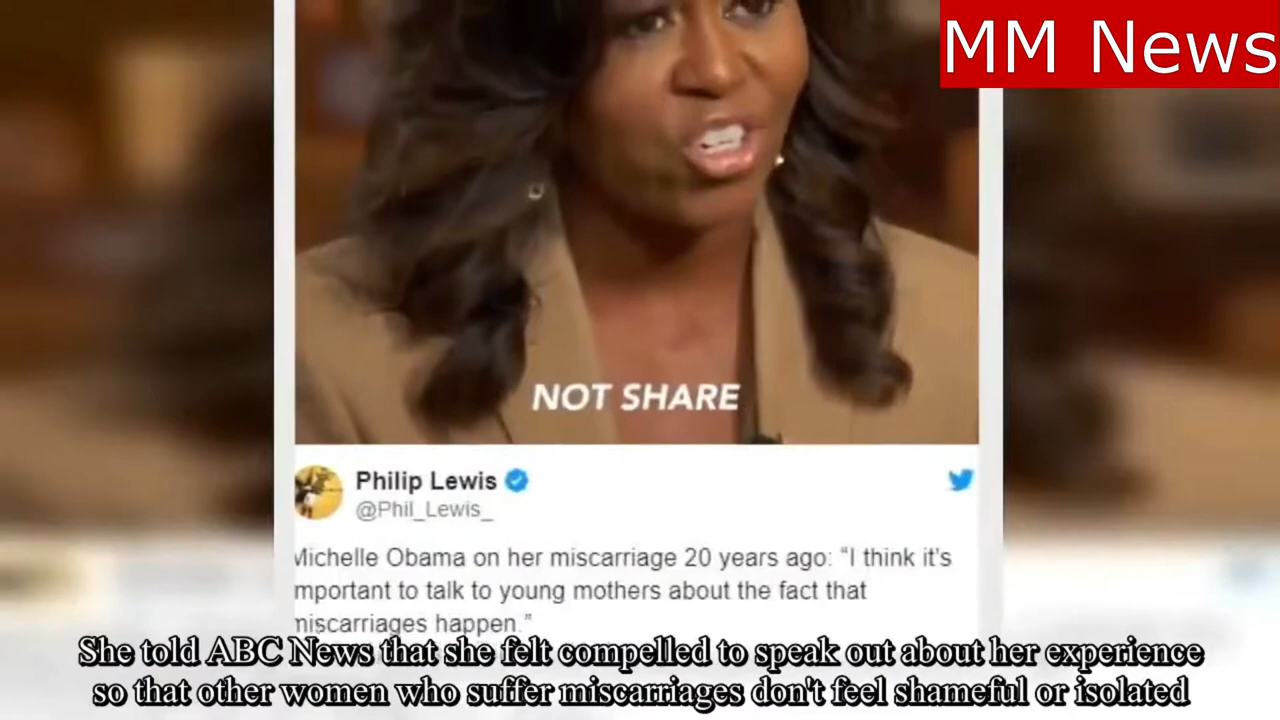 MM News
NOT SHARE
Philip Lewis
@Phil_Lewis_
Michelle Obama on her miscarriage 20 years ago: “I think it's
mportant to talk to young mothers about the fact that
miscarriages happen.”
She told ABC News that she felt compelled to speak out about her experience
so that other women who suffer miscarriages don't feel shameful or isolated